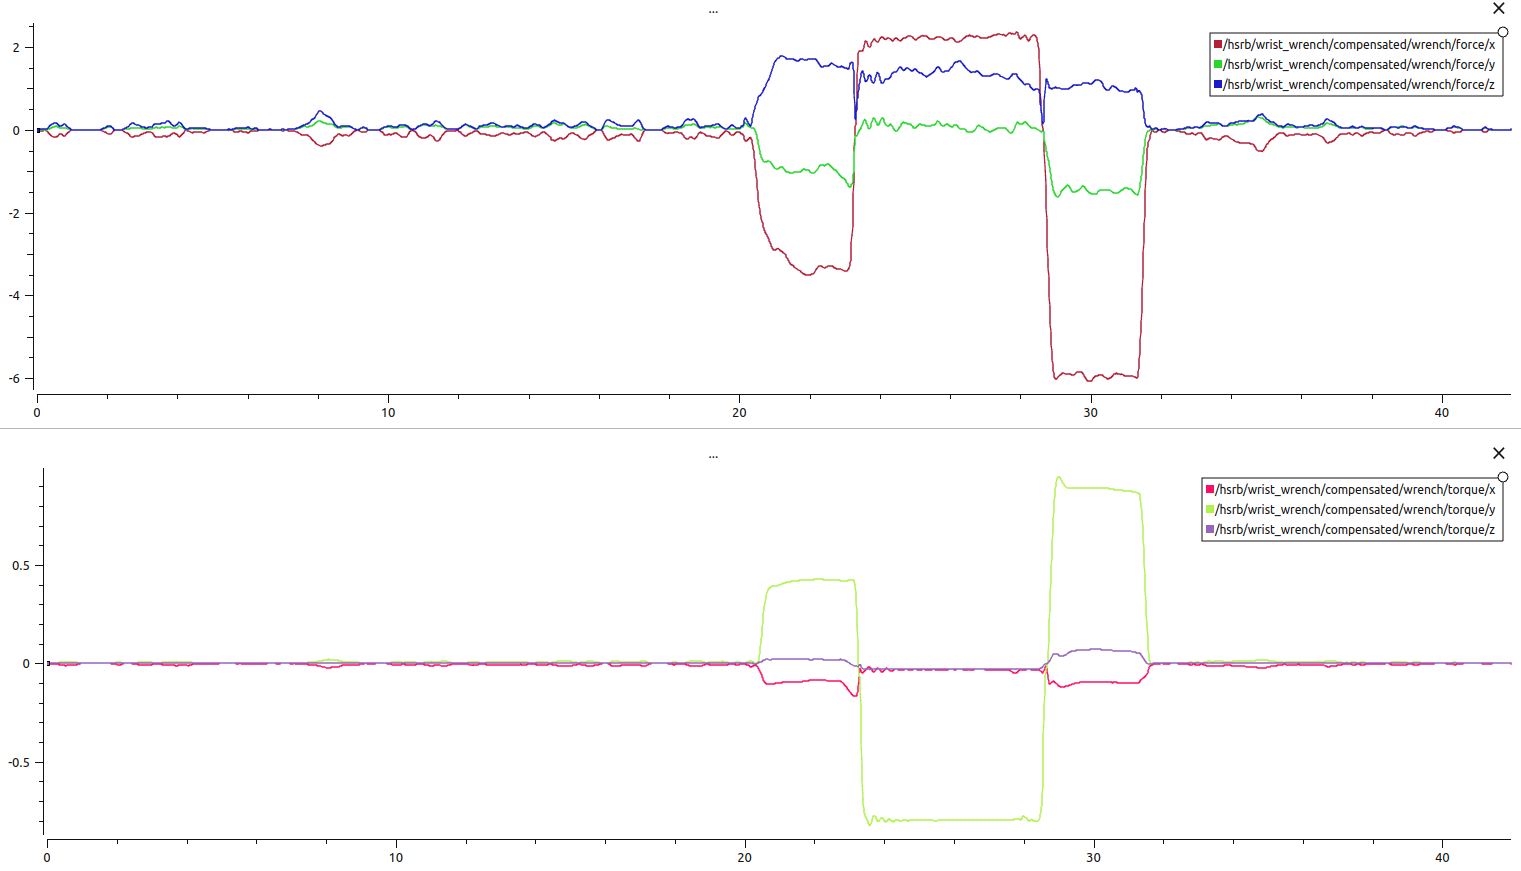 ...
/hsrb/wrist_wrench/compensated/wrench/force/x
/hsrb/wrist_wrench/compensated/wrench/force/y
/hsrb/wrist_wrench/compensated/wrench/force/z
2
0
-2
-4
-6
0 10 20 30 40
...
/hsrb/wrist_wrench/compensated/wrench/torque/x
/hsrb/wrist_wrench/compensated/wrench/torque/y
/hsrb/wrist_wrench/compensated/wrench/torque/z
0.5
0
-0.5
0 10 20 30 40